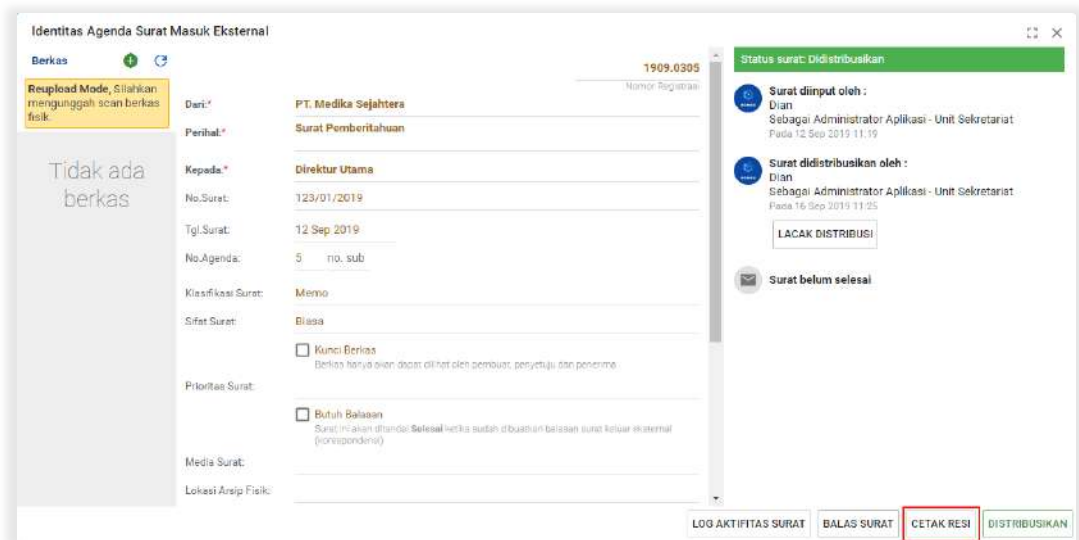 Identitas Agenda Surat Masuk Eksternal
Berkas
Reupload Mode, Silahkan
mengunggah scan berkas
fisik.
Tidak ada
berkas
1909.0305
Nomor Registrasi
Dari:* PT. Medika Sejahtera
Perihal:* Surat Pemberitahuan
Kepada:* Direktur Utama
No.Surat: 123/01/2019
Tgl.Surat: 12 Sep 2019
No.Agenda: 5 no. sub
Klasifikasi Surat: Memo
Sifat Surat: Biasa
Kunci Berkas
Berkas hanya akan dapat dilihat oleh pembuat, penyetuju dan penerima
Prioritas Surat:
Butuh Balasan
Surat ini akan ditandai Selesai ketika sudah dibuatkan balasan surat keluar eksternal
(korespondensi)
Media Surat:
Lokasi Arsip Fisik:
Status surat: Didistribusikan
Surat diinput oleh :
Dian
Sebagai Administrator Aplikasi - Unit Sekretariat
Pada 12 Sep 2019 11:19
Surat didistribusikan oleh :
Dian
Sebagai Administrator Aplikasi - Unit Sekretariat
Pada 16 Sep 2019 11:25
LACAK DISTRIBUSI
Surat belum selesai
LOG AKTIFITAS SURAT BALAS SURAT CETAK RESI DISTRIBUSIKAN